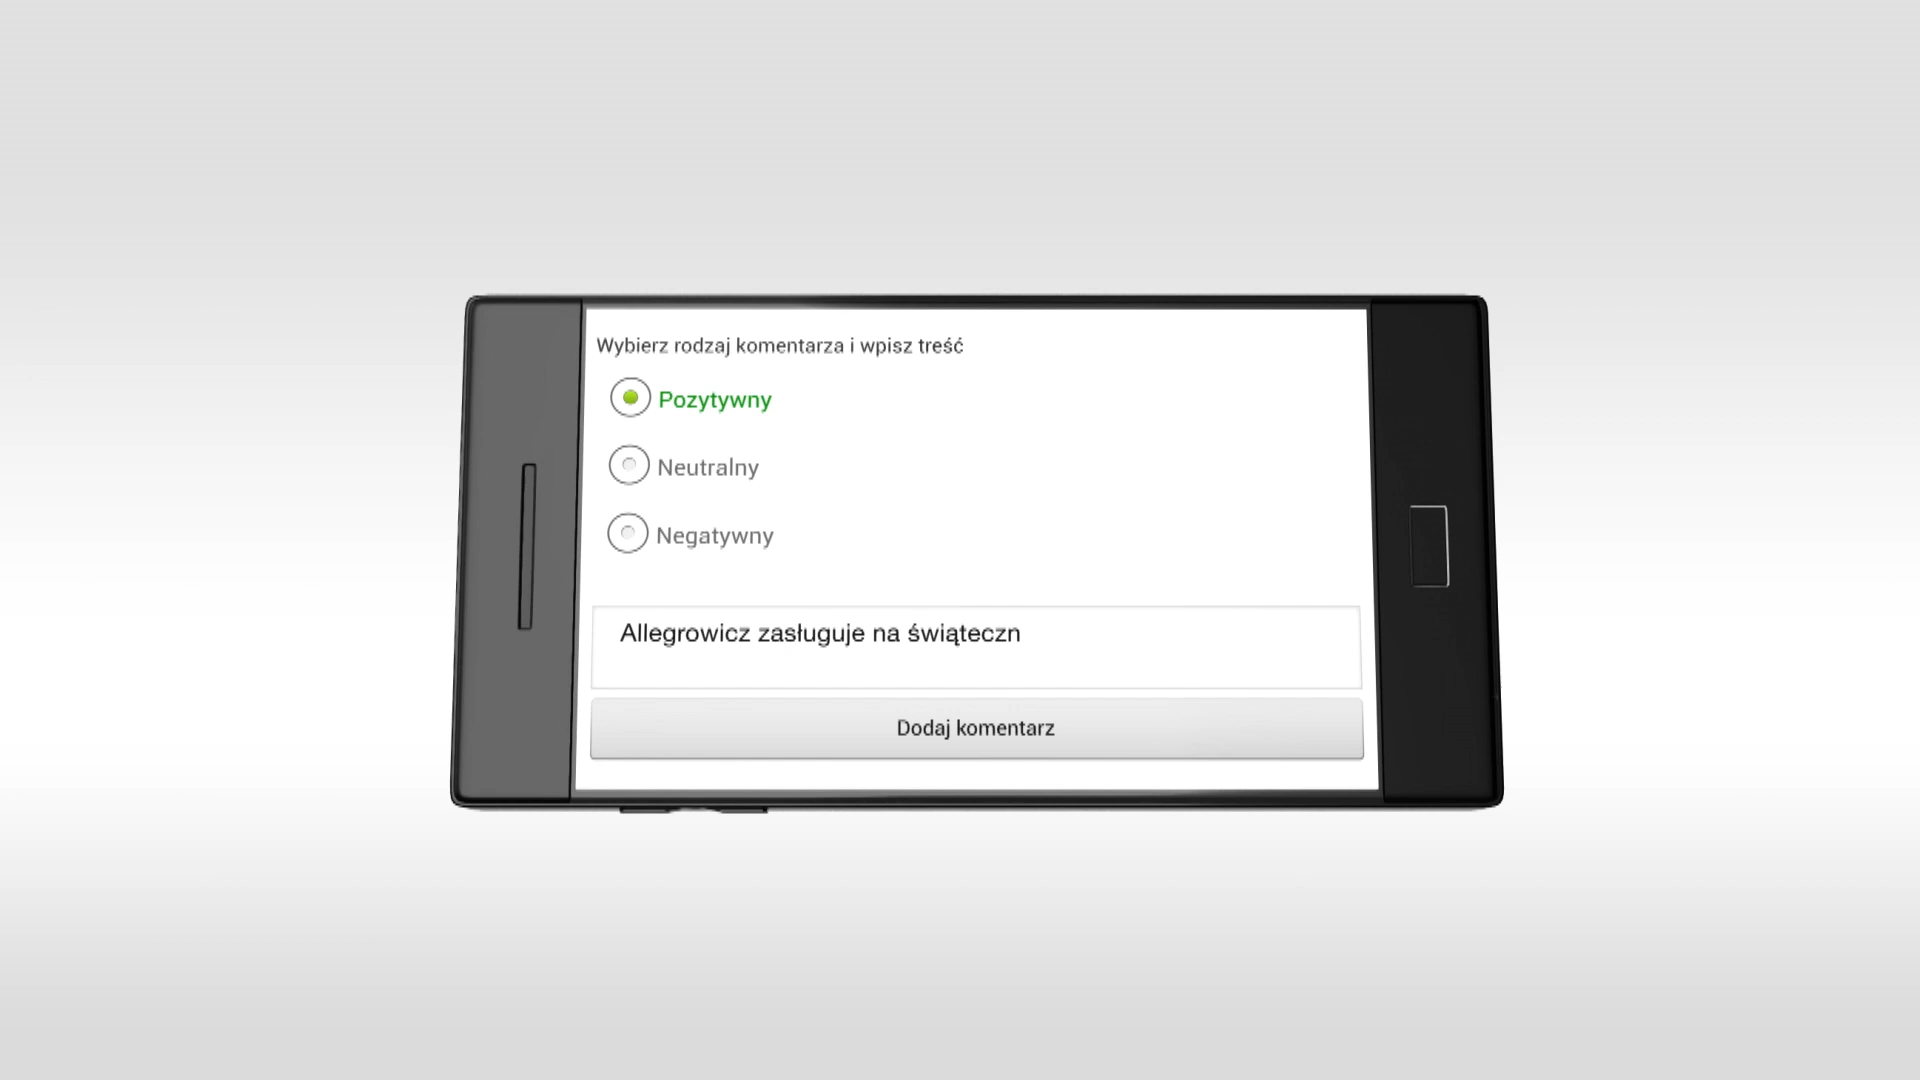 Wybierz rodzaj komentarza i wpisz treść
Pozytywny
Neutralny
Negatywny
Allegrowicz zasługuje na świąteczn
Dodaj komentarz